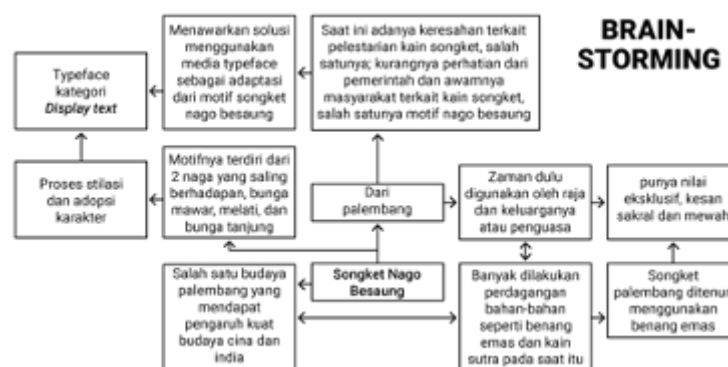 BRAIN-
STORMING
Typeface
kategori
Display text
Menawarkan solusi
menggunakan
media typeface
sebagai adaptasi
dari motif songket
nago besaung
Saat ini adanya keresahan terkait
pelestarian kain songket, salah
satunya; kurangnya perhatian dari
pemerintah dan awamnya
masyarakat terkait kain songket,
salah satunya motif nago besaung
Proses stilasi
dan adopsi
karakter
Motifnya terdiri dari
2 naga yang saling
berhadapan, bunga
mawar, melati, dan
bunga tanjung
Dari
palembang
Zaman dulu
digunakan oleh raja
dan keluarganya
atau penguasa
punya nilai
eksklusif, kesan
sakral dan mewah
Salah satu budaya
palembang yang
mendapat
pengaruh kuat
budaya cina dan
india
Songket Nago
Besaung
Banyak dilakukan
perdagangan
bahan-bahan
seperti benang
emas dan kain
sutra pada saat itu
Songket
palembang ditenun
menggunakan
benang emas